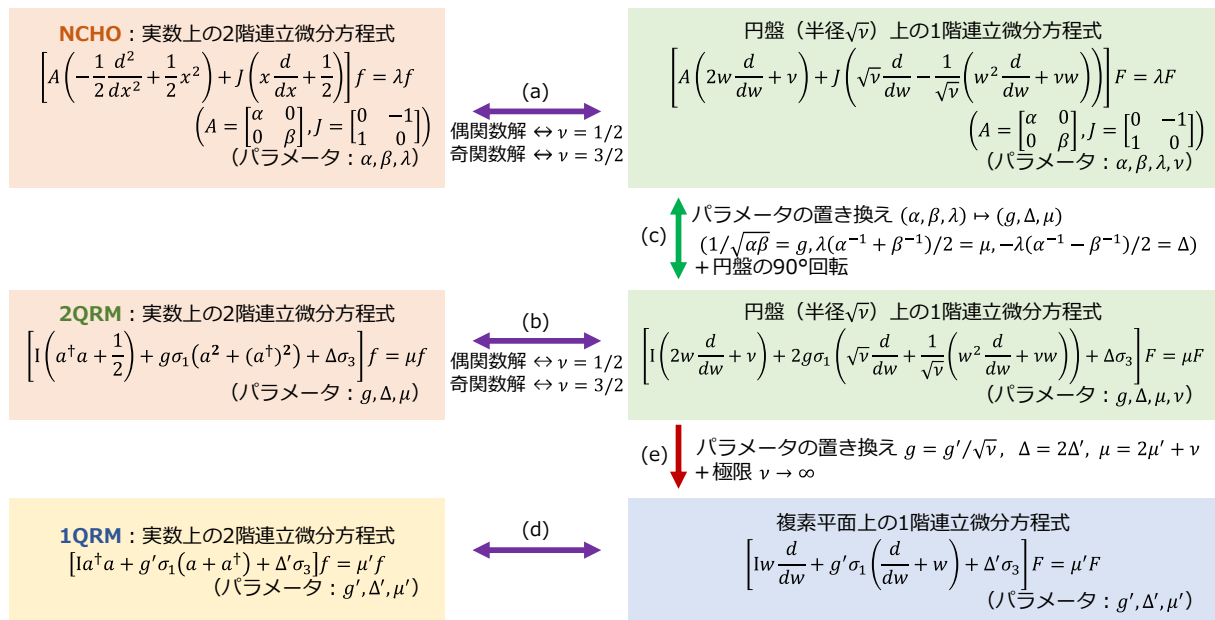 NCHO：実数上の2階連立微分方程式
[A(-1/2 d²/dx² + 1/2 x²) + J(x d/dx + 1/2)] f = λf
(A = [α 0; 0 β], J = [0 -1; 1 0])
（パラメータ：α, β, λ）
(a)
偶関数解 ↔ ν = 1/2
奇関数解 ↔ ν = 3/2
円盤（半径√ν）上の1階連立微分方程式
[A(2w d/dw + ν) + J(√ν d/dw - 1/√ν (w² d/dw + νw))] F = λF
(A = [α 0; 0 β], J = [0 -1; 1 0])
（パラメータ：α, β, λ, ν）
(c)
パラメータの置き換え (α, β, λ) ↦ (g, Δ, μ)
(1/√αβ = g, λ(α⁻¹ + β⁻¹)/2 = μ, -λ(α⁻¹ - β⁻¹)/2 = Δ)
＋円盤の90°回転
2QRM：実数上の2階連立微分方程式
[I(a†a + 1/2) + gσ₁(a² + (a†)²) + Δσ₃] f = μf
（パラメータ：g, Δ, μ）
(b)
偶関数解 ↔ ν = 1/2
奇関数解 ↔ ν = 3/2
円盤（半径√ν）上の1階連立微分方程式
[I(2w d/dw + ν) + 2gσ₁(√ν d/dw + 1/√ν (w² d/dw + νw)) + Δσ₃] F = μF
（パラメータ：g, Δ, μ, ν）
(e)
パラメータの置き換え g = g′/√ν, Δ = 2Δ′, μ = 2μ′ + ν
＋極限 ν → ∞
1QRM：実数上の2階連立微分方程式
[Ia†a + g′σ₁(a + a†) + Δ′σ₃]f = μ′f
（パラメータ：g′, Δ′, μ′）
(d)
複素平面上の1階連立微分方程式
[Iw d/dw + g′σ₁(d/dw + w) + Δ′σ₃] F = μ′F
（パラメータ：g′, Δ′, μ′）